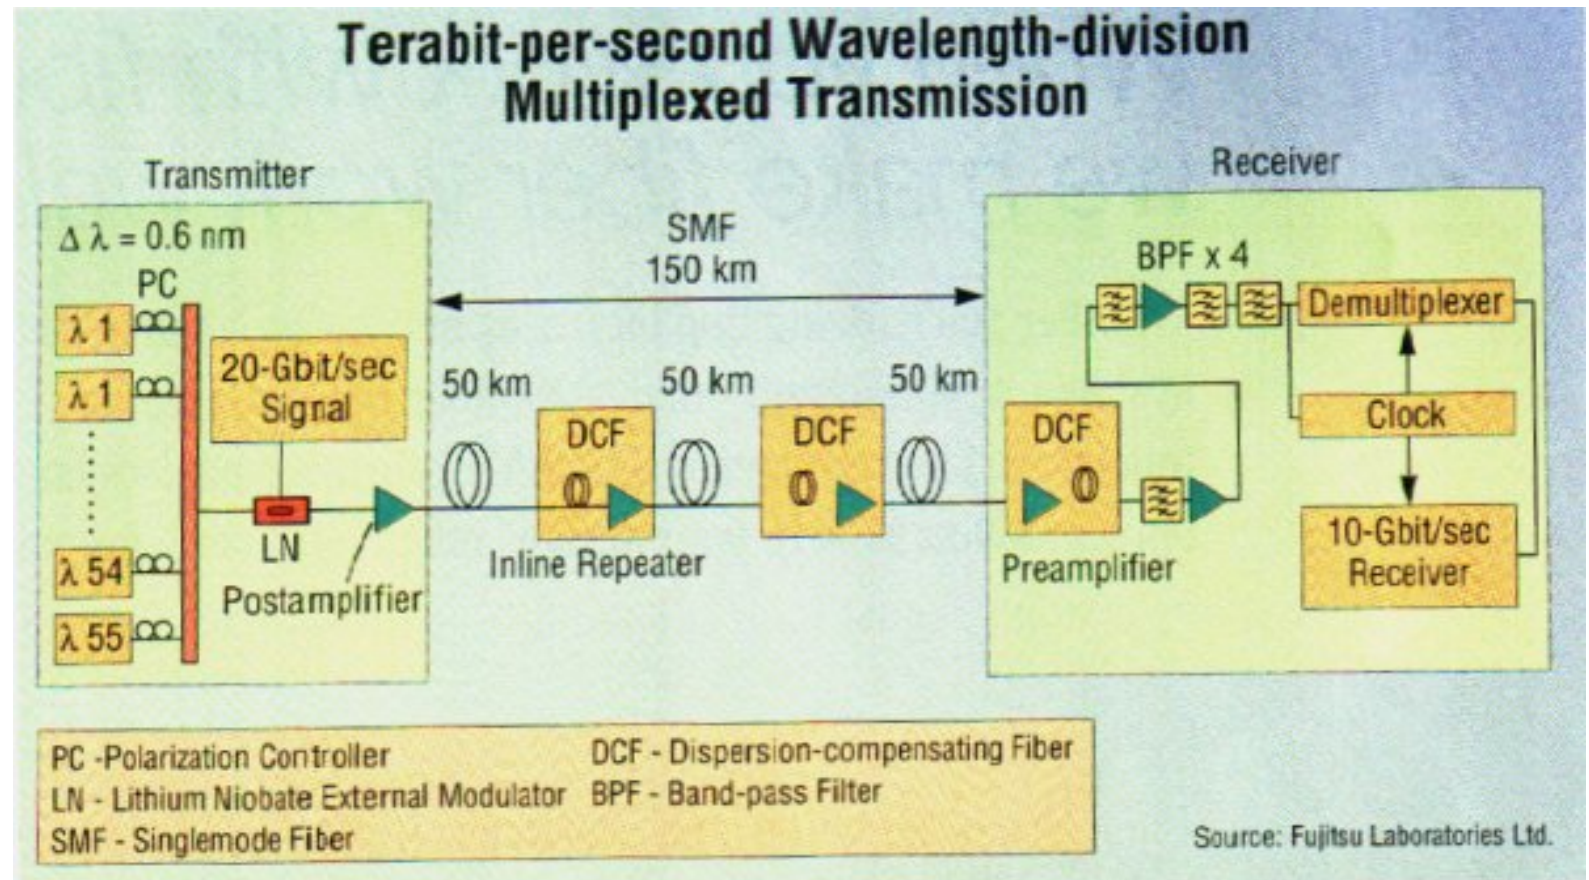 Terabit-per-second Wavelength-division
Multiplexed Transmission
Transmitter
Δ λ = 0.6 nm
PC
λ 1
λ 1
λ 54
λ 55
20-Gbit/sec
Signal
LN
Postamplifier
SMF
150 km
50 km
50 km
50 km
DCF
DCF
Inline Repeater
Receiver
BPF x 4
Demultiplexer
Clock
10-Gbit/sec
Receiver
DCF
Preamplifier
PC -Polarization Controller
LN - Lithium Niobate External Modulator
SMF - Singlemode Fiber
DCF - Dispersion-compensating Fiber
BPF - Band-pass Filter
Source: Fujitsu Laboratories Ltd.